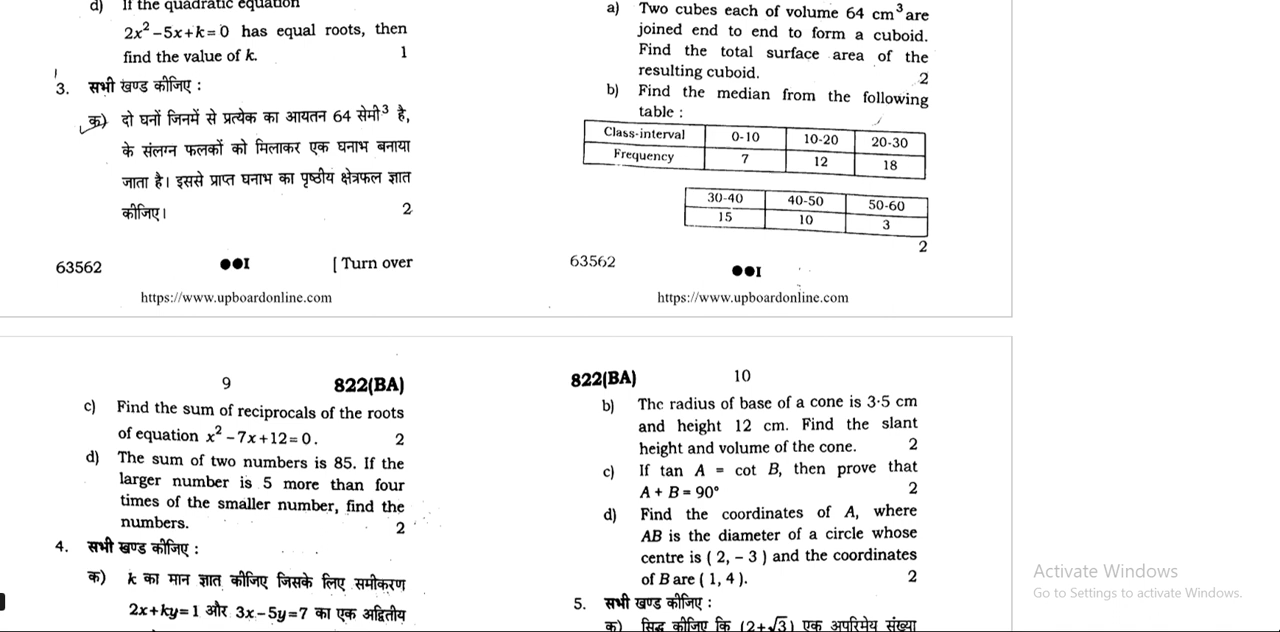 d) If the quadratic equation
2x² – 5x + k = 0 has equal roots, then
find the value of k. 1
3. सभी खण्ड कीजिए :
क) दो घनों जिनमें से प्रत्येक का आयतन 64 सेमी³ है,
के संलग्न फलकों को मिलाकर एक घनाभ बनाया
जाता है। इससे प्राप्त घनाभ का पृष्ठीय क्षेत्रफल ज्ञात
कीजिए। 2
63562 ●●I [ Turn over
https://www.upboardonline.com
a) Two cubes each of volume 64 cm³ are
joined end to end to form a cuboid.
Find the total surface area of the
resulting cuboid. 2
b) Find the median from the following
table :
Class-interval 0-10 10-20 20-30
Frequency 7 12 18
30-40 40-50 50-60
15 10 3
2
63562
●●I
https://www.upboardonline.com
9 822(BA)
c) Find the sum of reciprocals of the roots
of equation x² – 7x + 12 = 0. 2
d) The sum of two numbers is 85. If the
larger number is 5 more than four
times of the smaller number, find the
numbers. 2
4. सभी खण्ड कीजिए :
क) k का मान ज्ञात कीजिए जिसके लिए समीकरण
2x + ky = 1 और 3x – 5y = 7 का एक अद्वितीय
822(BA) 10
b) The radius of base of a cone is 3·5 cm
and height 12 cm. Find the slant
height and volume of the cone. 2
c) If tan A = cot B, then prove that
A + B = 90° 2
d) Find the coordinates of A, where
AB is the diameter of a circle whose
centre is ( 2, – 3 ) and the coordinates
of B are ( 1, 4 ). 2
5. सभी खण्ड कीजिए :
क) सिद्ध कीजिए कि (2 + √3) एक अपरिमेय संख्या
Activate Windows
Go to Settings to activate Windows.